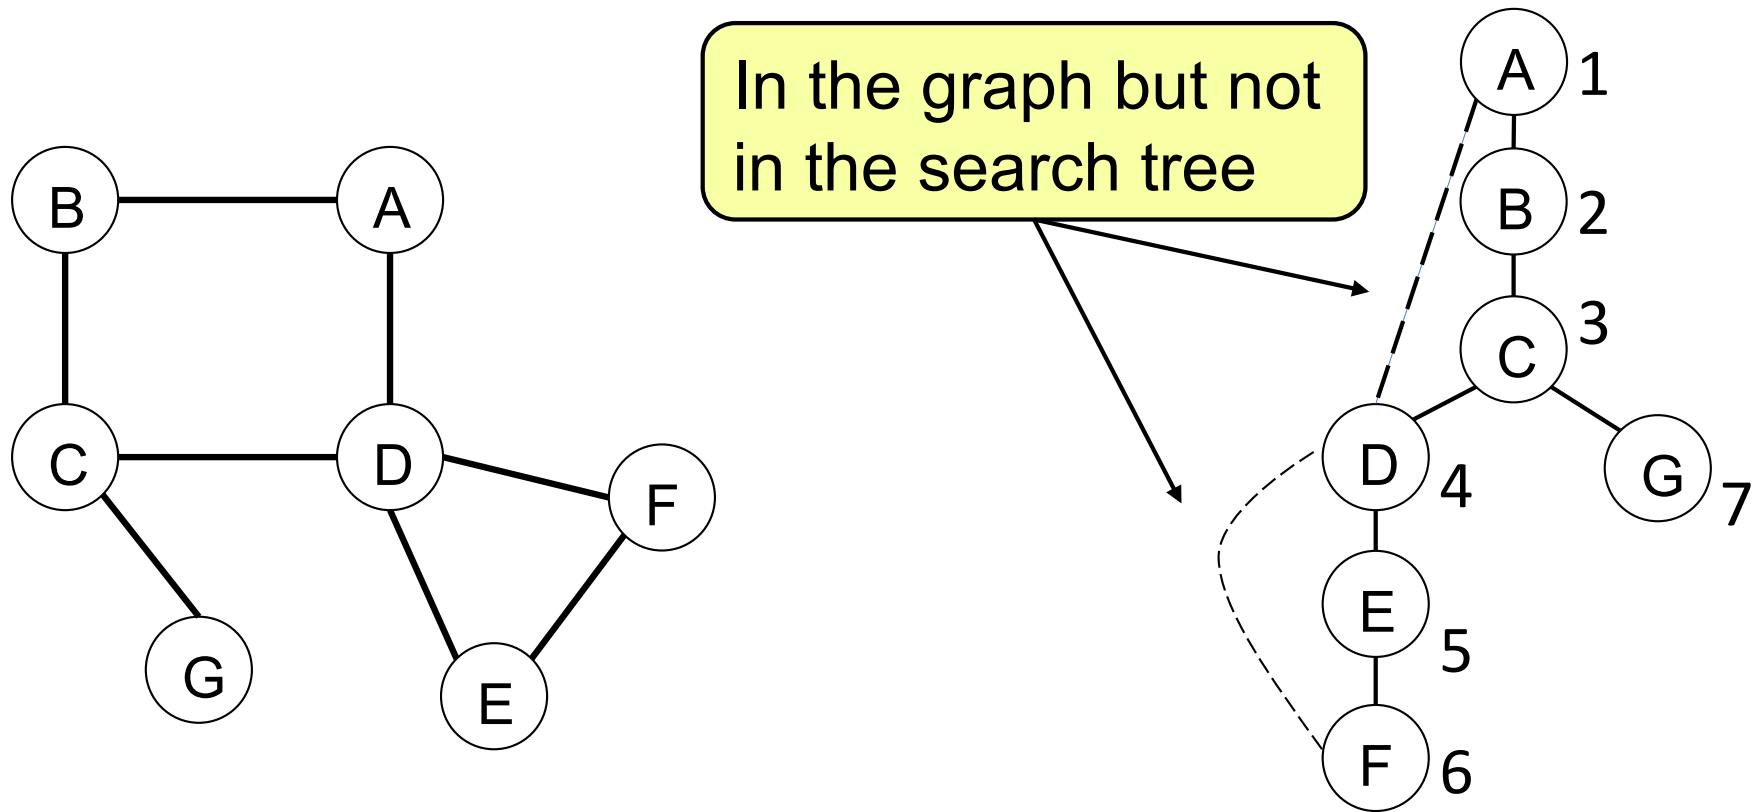 In the graph but not
in the search tree
B
A
C
D
F
G
E
A 1
B 2
C 3
D 4
G 7
E 5
F 6